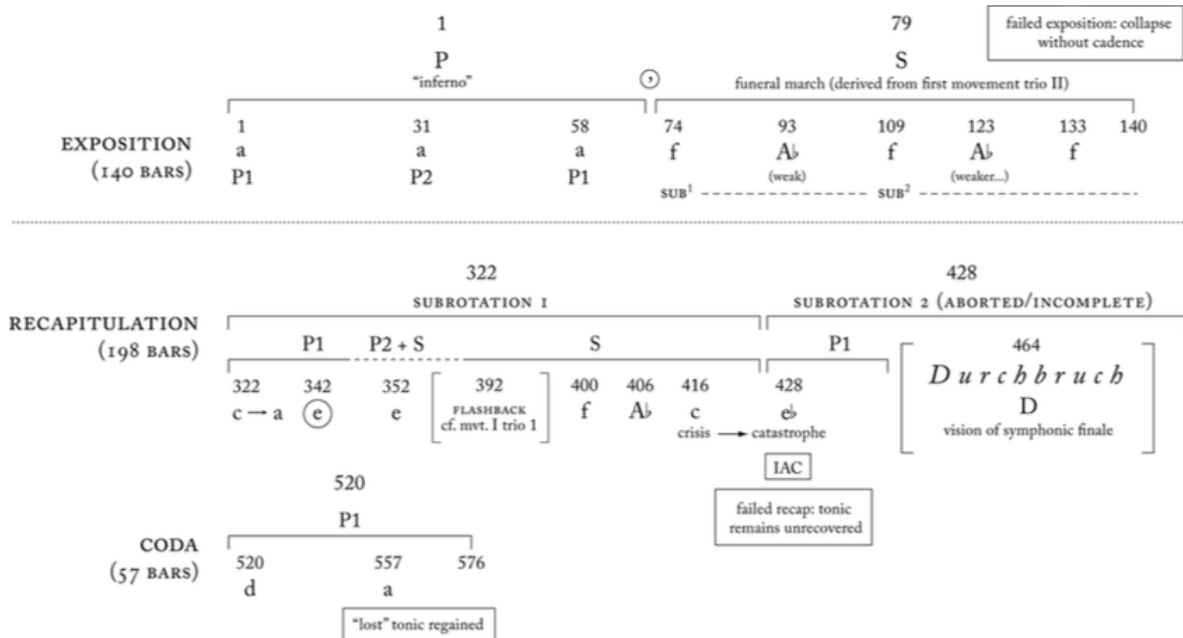 1 79
failed exposition: collapse
without cadence
P S
"inferno" , funeral march (derived from first movement trio II)
EXPOSITION
(140 BARS)
1 31 58 74 93 109 123 133 140
a a a f A♭ f A♭ f
P1 P2 P1 (weak) (weaker...)
SUB¹ SUB²
322 428
SUBROTATION 1 SUBROTATION 2 (ABORTED/INCOMPLETE)
RECAPITULATION
(198 BARS)
P1 P2 + S S P1
322 342 352 392 400 406 416 428 464
c → a e e FLASHBACK f A♭ c e♭ Durchbruch
cf. mvt. I trio 1 D
crisis → catastrophe vision of symphonic finale
IAC
failed recap: tonic
remains unrecovered
520
P1
CODA
(57 BARS)
520 557 576
d a
"lost" tonic regained